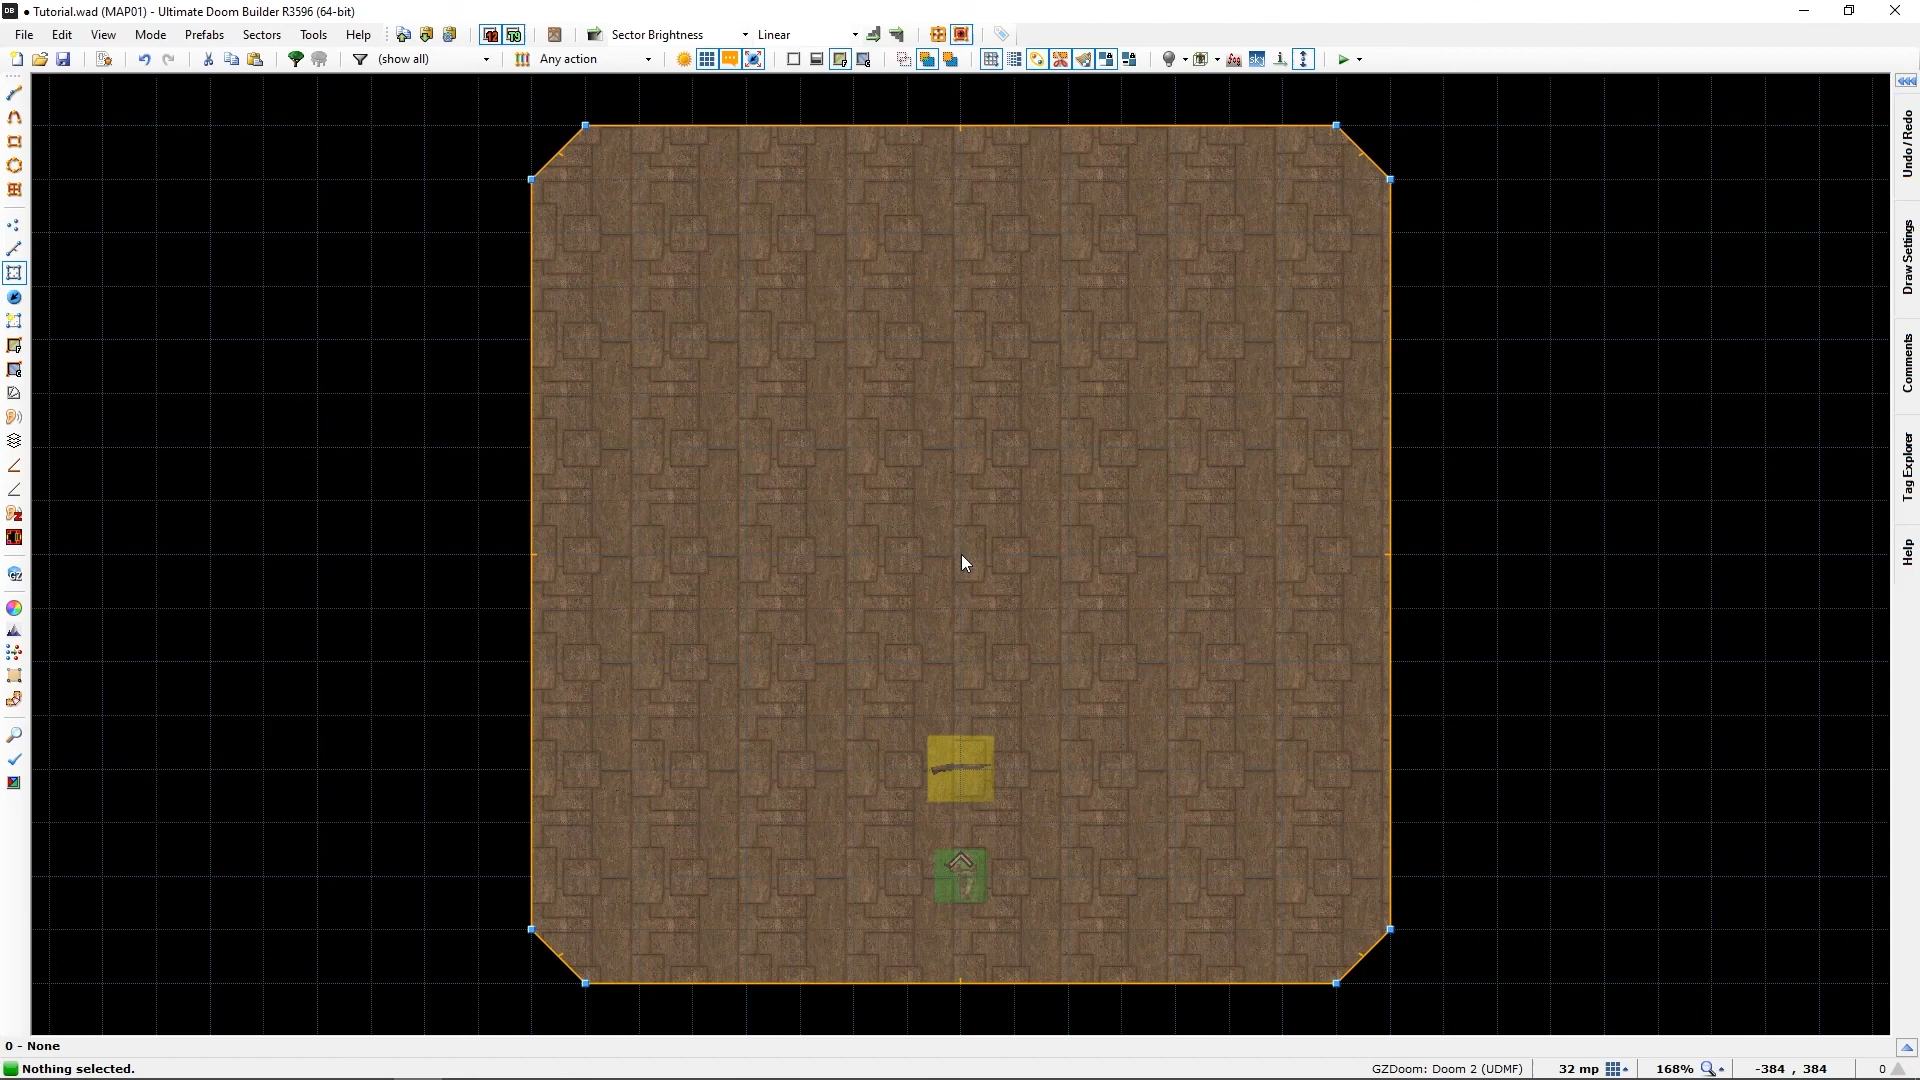 DB • Tutorial.wad (MAP01) - Ultimate Doom Builder R3596 (64-bit)
File Edit View Mode Prefabs Sectors Tools Help Sector Brightness Linear
(show all) Any action sky
Undo / Redo
Draw Settings
Comments
Tag Explorer
Help
0 - None
Nothing selected. GZDoom: Doom 2 (UDMF) 32 mp 168% -384 , 384 0